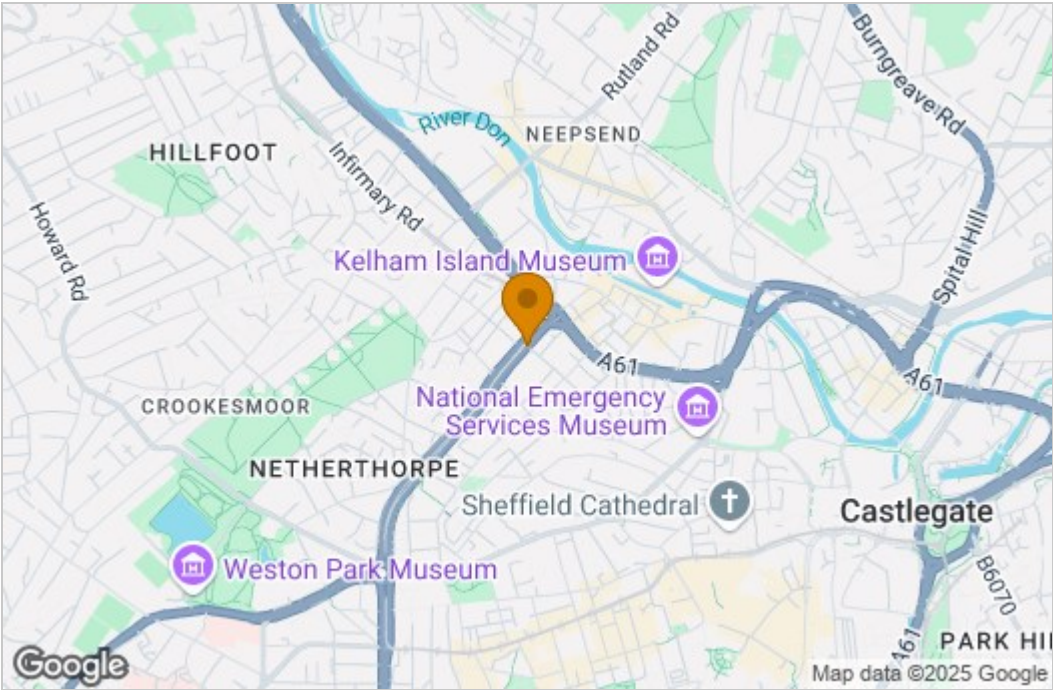 Rutland Rd
Burngreave Rd
River Don
NEEPSEND
HILLFOOT
Infirmary Rd
Howard Rd
Spital Hill
Kelham Island Museum
A61
A61
National Emergency
Services Museum
CROOKESMOOR
NETHERTHORPE
Sheffield Cathedral
Castlegate
Weston Park Museum
B6070
A61
PARK HI
Google
Map data ©2025 Google